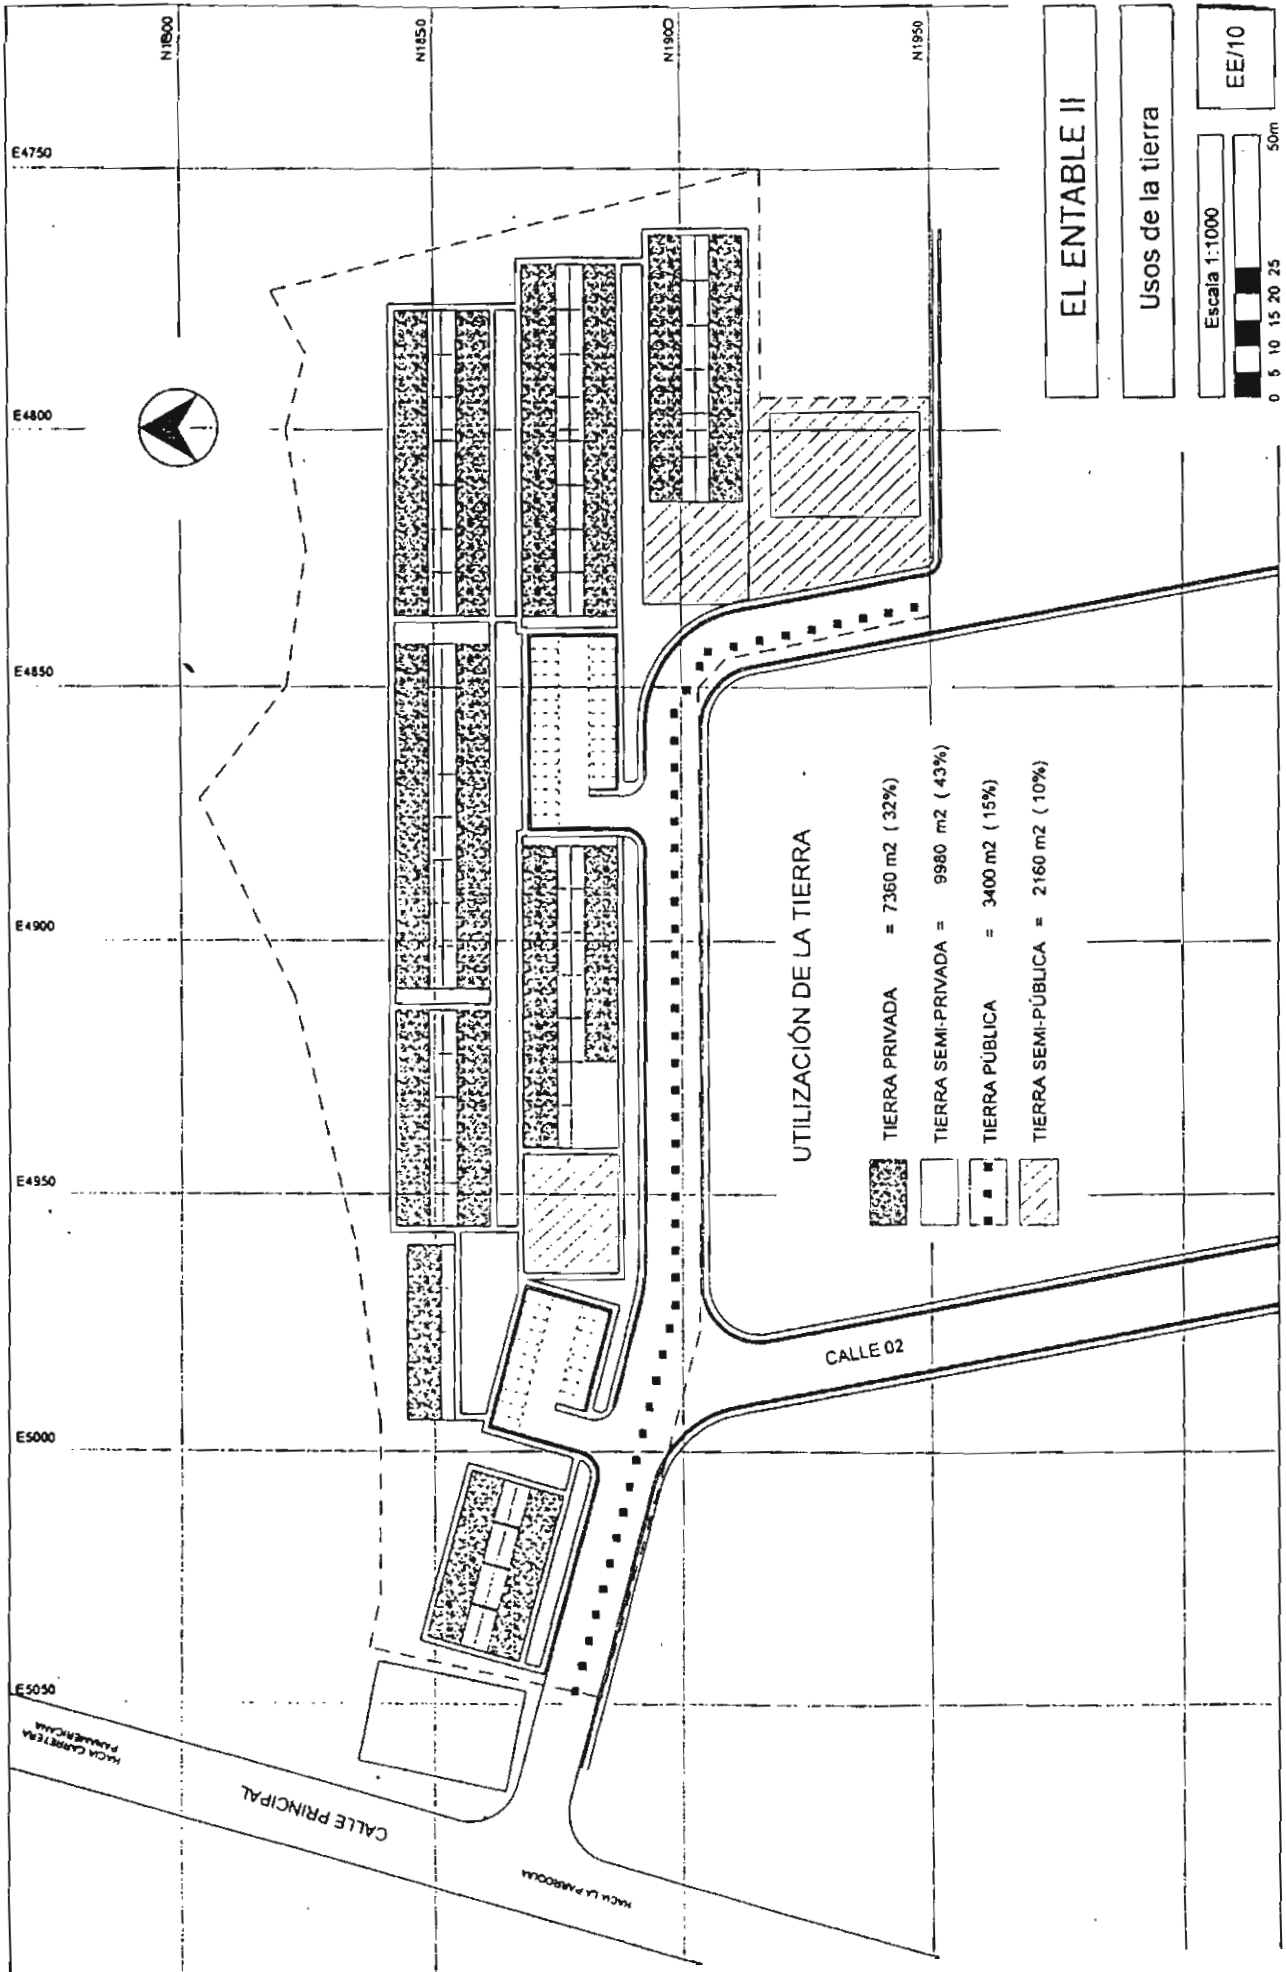 N1800
N1850
N1900
N1950
E4750
E4800
E4850
E4900
E4950
E5000
E5050
EL ENTABLE II
Usos de la tierra
Escala 1:1000
EE/10
0 5 10 15 20 25 50m
UTILIZACIÓN DE LA TIERRA
TIERRA PRIVADA = 7360 m2 ( 32%)
TIERRA SEMI-PRIVADA = 9980 m2 ( 43%)
TIERRA PÚBLICA = 3400 m2 ( 15%)
TIERRA SEMI-PÚBLICA = 2160 m2 ( 10%)
CALLE 02
HACIA CARRETERA
PANAMERICANA
CALLE PRINCIPAL
HACIA LA PARROQUIA